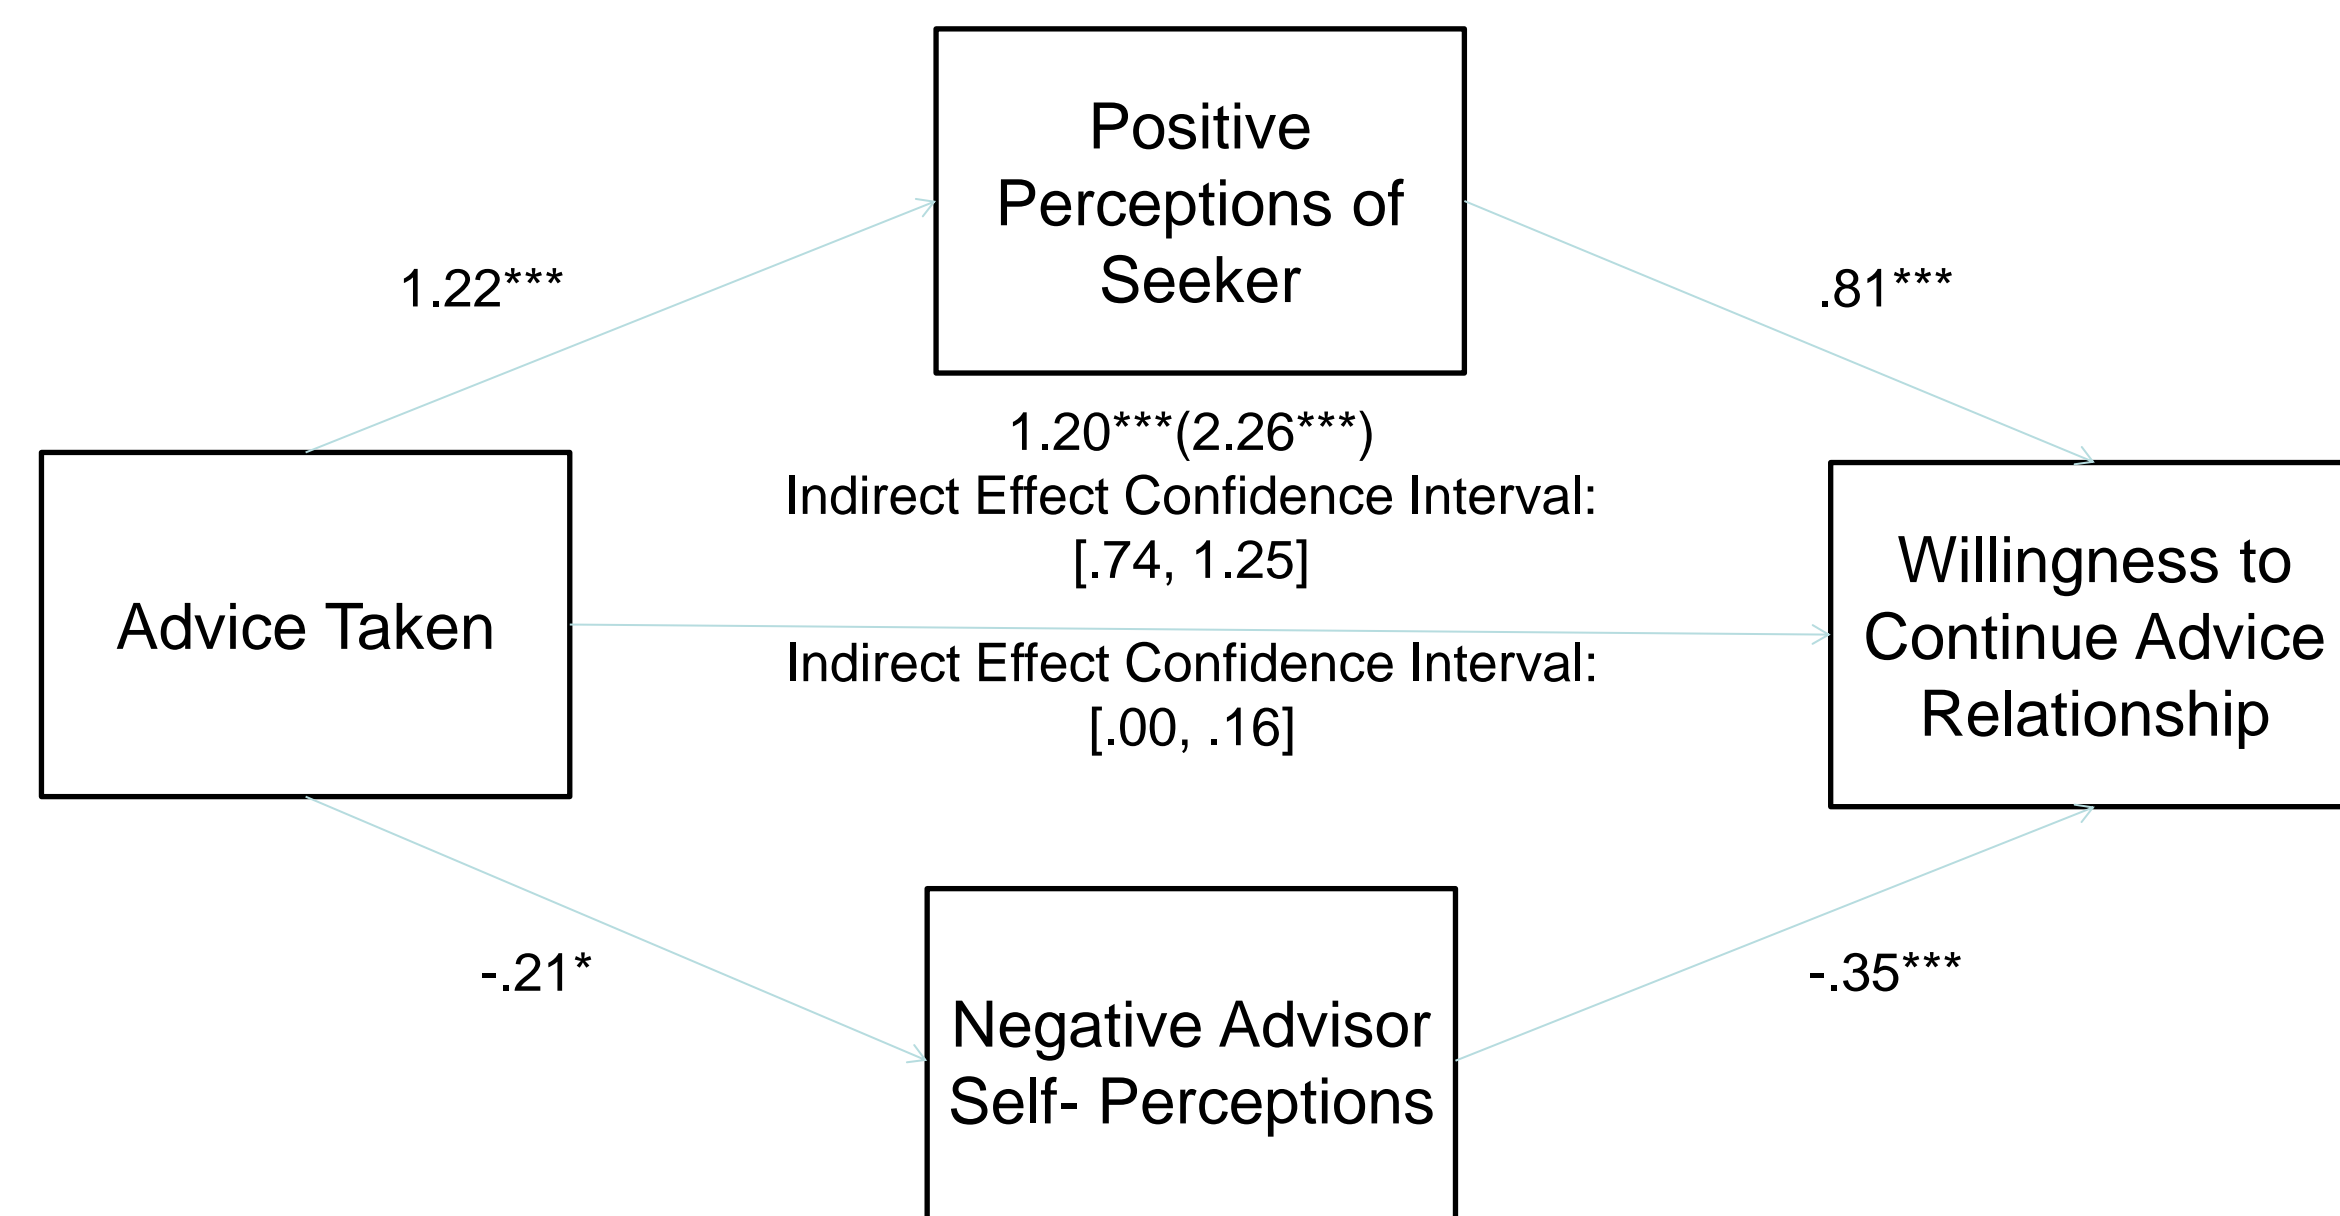 Positive
Perceptions of
Seeker
1.22***
.81***
1.20***(2.26***)
Indirect Effect Confidence Interval:
[.74, 1.25]
Advice Taken
Willingness to
Continue Advice
Relationship
Indirect Effect Confidence Interval:
[.00, .16]
-.21*
-.35***
Negative Advisor
Self- Perceptions